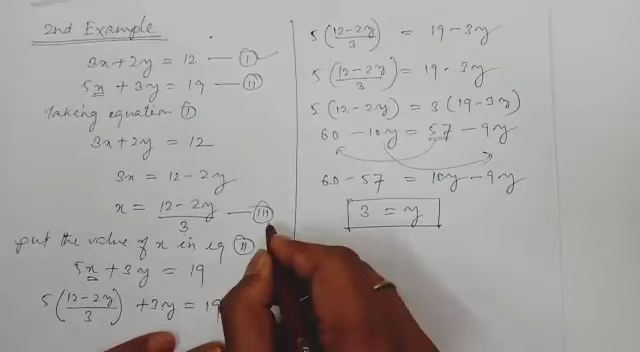 2nd Example
3x + 2y = 12 — (I)
5x + 3y = 19 — (II)
Taking equation (I)
3x + 2y = 12
3x = 12 - 2y
x = (12 - 2y)/3 — (III)
put the value of x in eq (II)
5x + 3y = 19
5((12 - 2y)/3) + 3y = 19
5((12 - 2y)/3) = 19 - 3y
5((12 - 2y)/3) = 19 - 3y
5(12 - 2y) = 3(19 - 3y)
60 - 10y = 57 - 9y
60 - 57 = 10y - 9y
3 = y